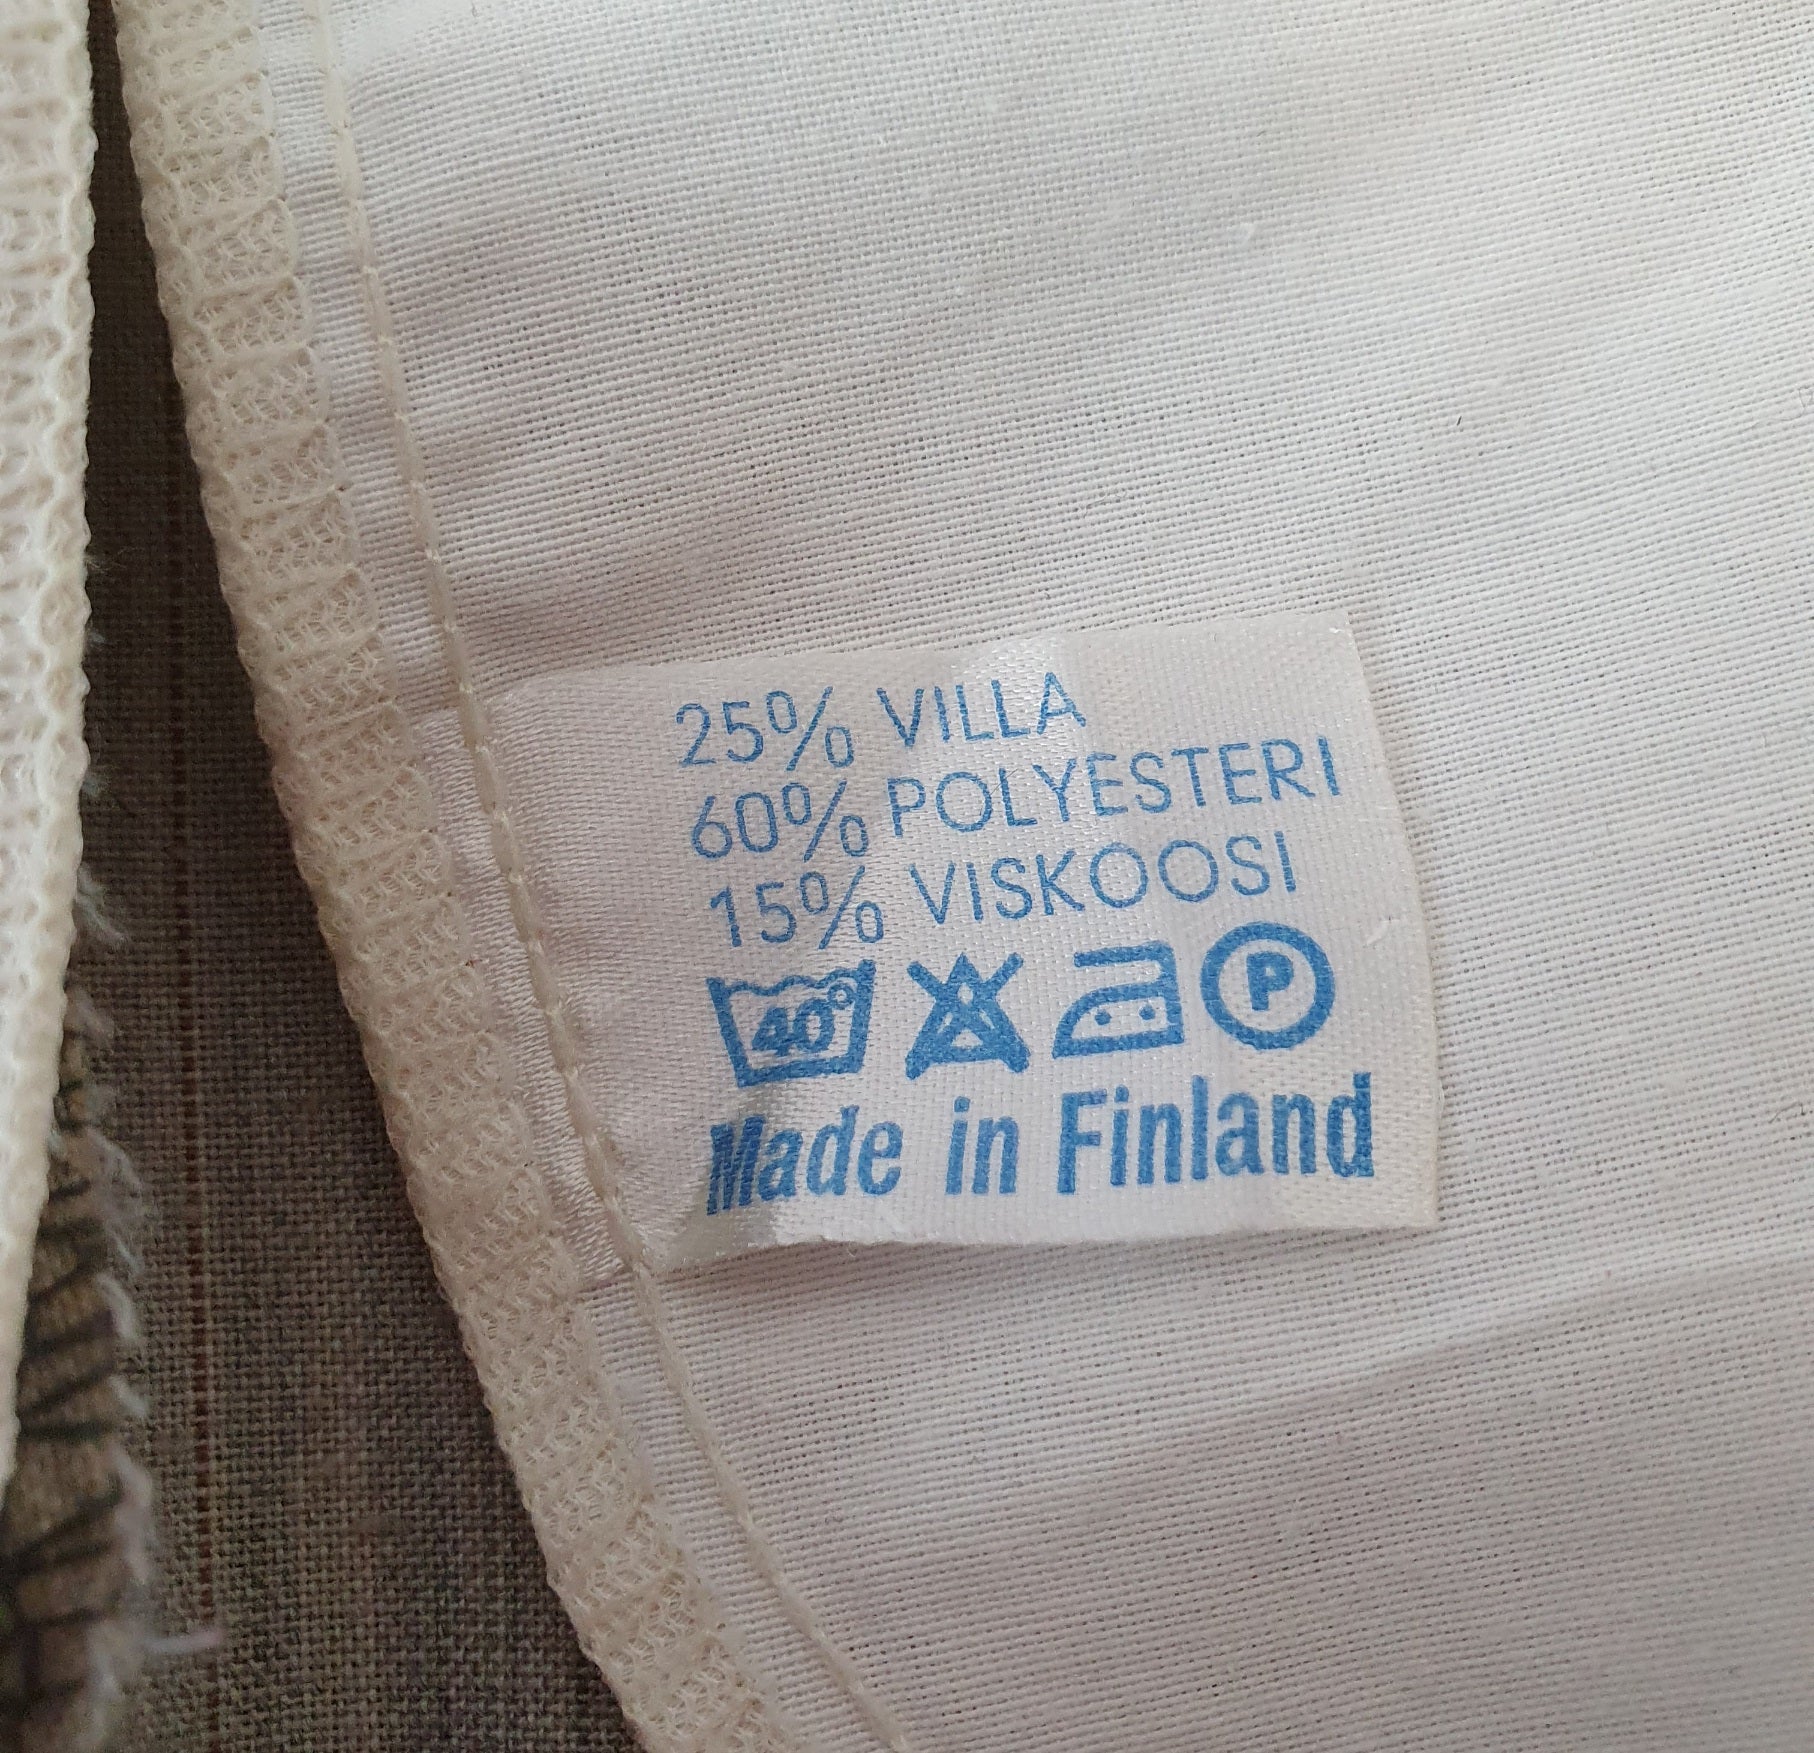 25% VILLA
60% POLYESTERI
15% VISKOOSI
40° P
Made in Finland